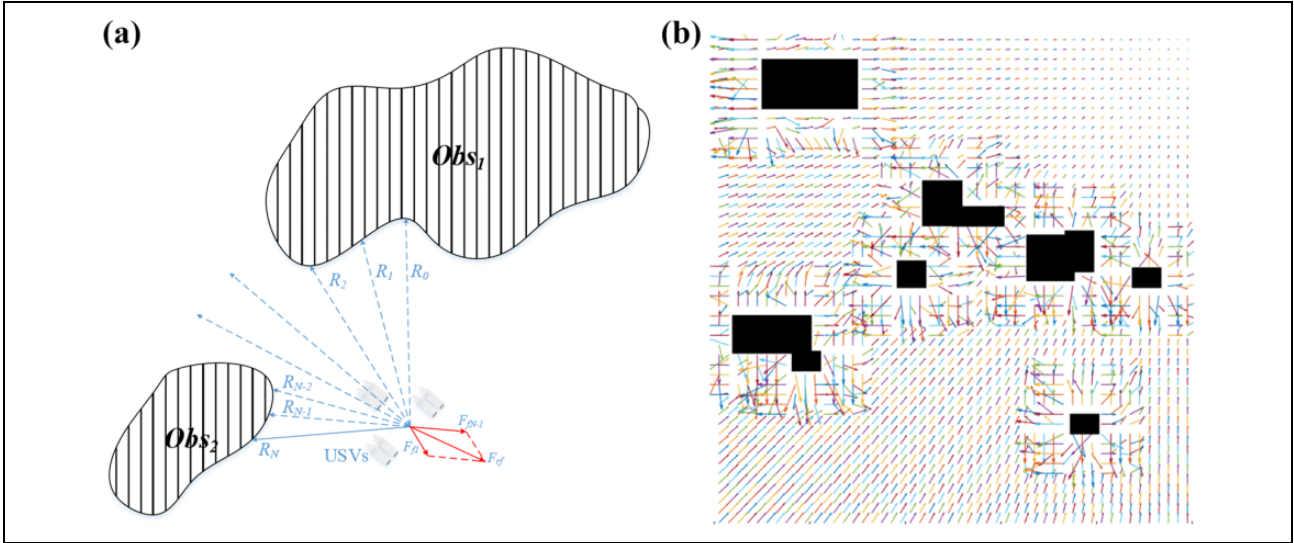 (a)
(b)
Obs1
R2
R1
R0
RN-2
RN-1
Obs2
RN
USVs
Ff1
FfN-1
Frf